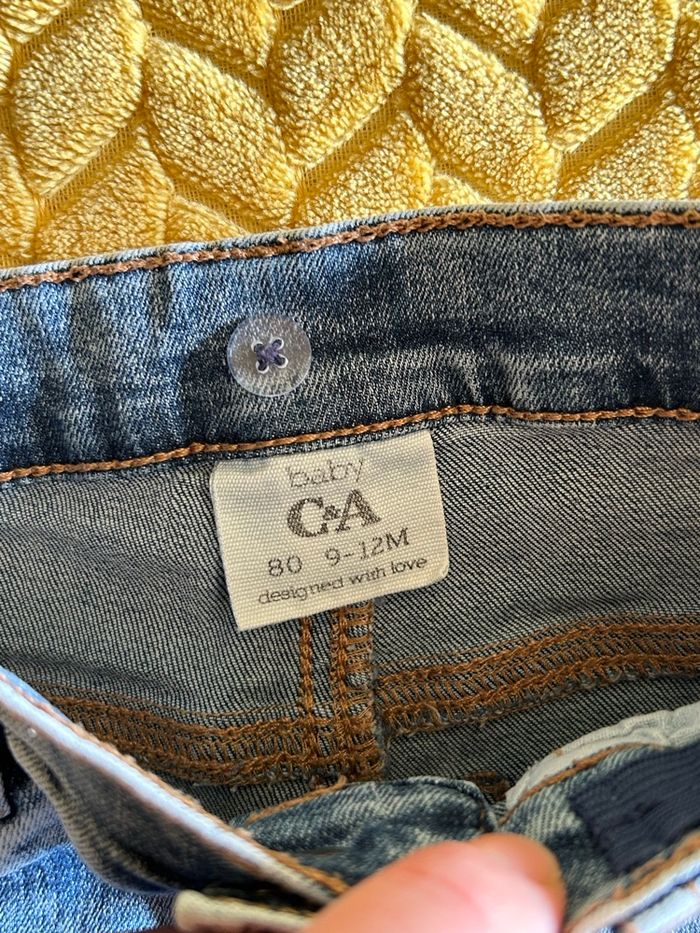 baby
C&A
80 9-12M
designed with love